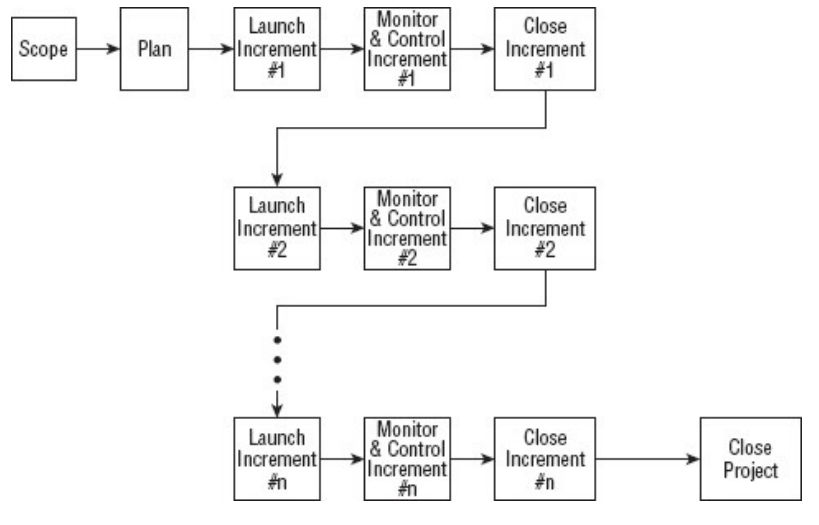 Scope
Plan
Launch
Increment
#1
Monitor
& Control
Increment
#1
Close
Increment
#1
Launch
Increment
#2
Monitor
& Control
Increment
#2
Close
Increment
#2
Launch
Increment
#n
Monitor
& Control
Increment
#n
Close
Increment
#n
Close
Project